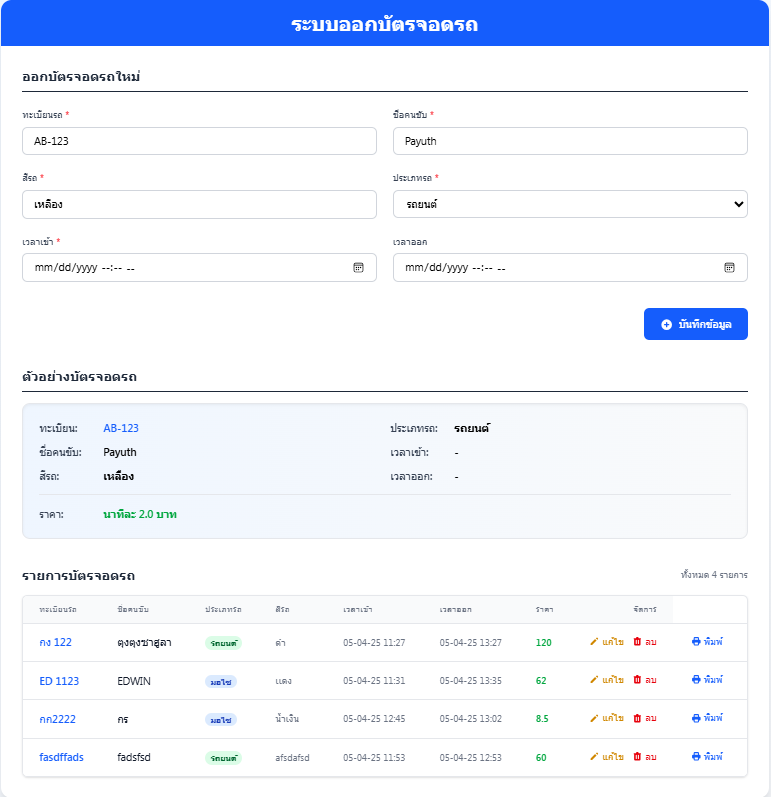 ระบบออกบัตรจอดรถ
ออกบัตรจอดรถใหม่
ทะเบียนรถ * ชื่อคนขับ *
AB-123 Payuth
สีรถ * ประเภทรถ *
เหลือง รถยนต์
เวลาเข้า * เวลาออก
mm/dd/yyyy --:-- -- mm/dd/yyyy --:-- --
บันทึกข้อมูล
ตัวอย่างบัตรจอดรถ
ทะเบียน: AB-123 ประเภทรถ: รถยนต์
ชื่อคนขับ: Payuth เวลาเข้า: -
สีรถ: เหลือง เวลาออก: -
ราคา: นาทีละ 2.0 บาท
รายการบัตรจอดรถ ทั้งหมด 4 รายการ
ทะเบียนรถ ชื่อคนขับ ประเภทรถ สีรถ เวลาเข้า เวลาออก ราคา จัดการ
กง 122 ตุงตุงซาฮูลา รถยนต์ ดำ 05-04-25 11:27 05-04-25 13:27 120 แก้ไข ลบ พิมพ์
ED 1123 EDWIN มอไซ แดง 05-04-25 11:31 05-04-25 13:35 62 แก้ไข ลบ พิมพ์
กก2222 กร มอไซ น้ำเงิน 05-04-25 12:45 05-04-25 13:02 8.5 แก้ไข ลบ พิมพ์
fasdffads fadsfsd รถยนต์ afsdafsd 05-04-25 11:53 05-04-25 12:53 60 แก้ไข ลบ พิมพ์